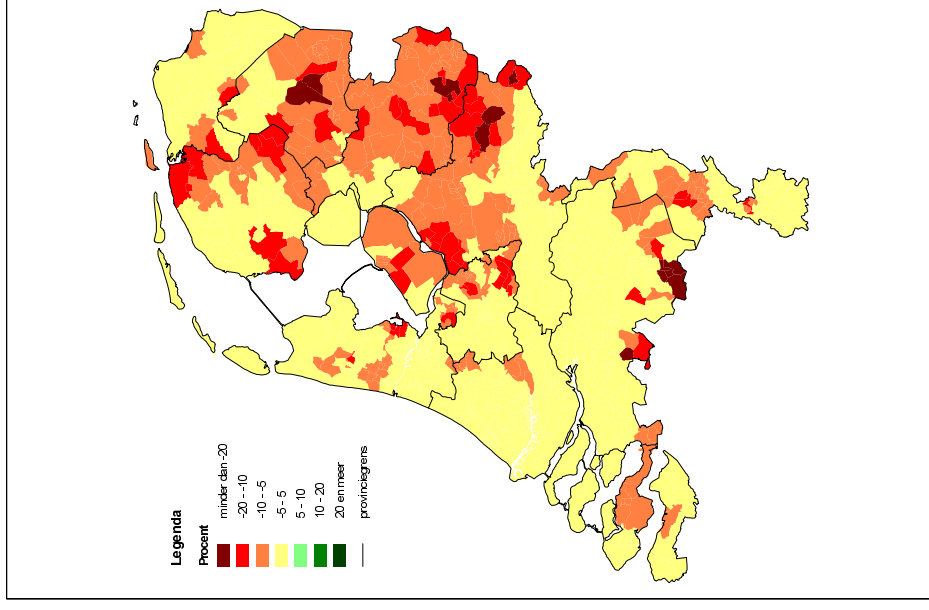 Legenda
Procent
minder dan -20
-20 - -10
-10 - -5
-5 - 5
5 - 10
10 - 20
20 en meer
provinciegrens